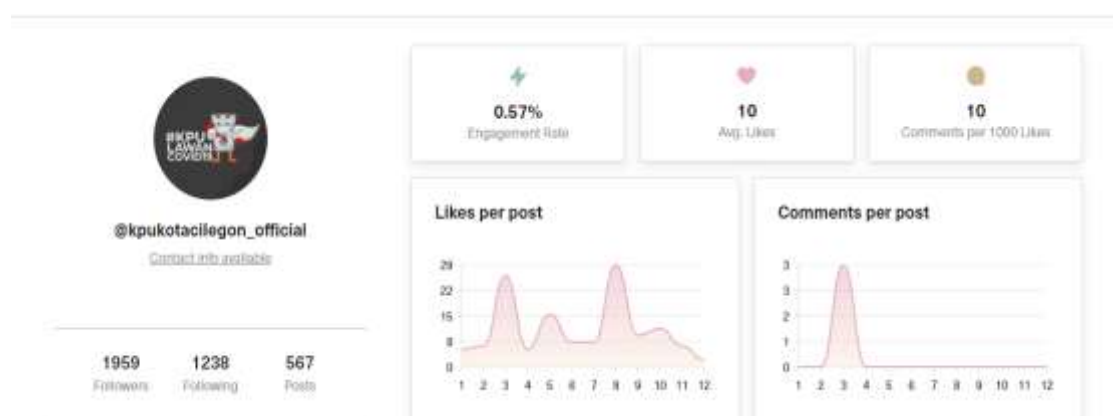 #KPU
LAWAN
COVID19
@kpukotacilegon_official
Contact info available
1959
Followers
1238
Following
567
Posts
0.57%
Engagement Rate
10
Avg. Likes
10
Comments per 1000 Likes
Likes per post
29
22
15
8
0
1 2 3 4 5 6 7 8 9 10 11 12
Comments per post
3
3
2
1
0
1 2 3 4 5 6 7 8 9 10 11 12